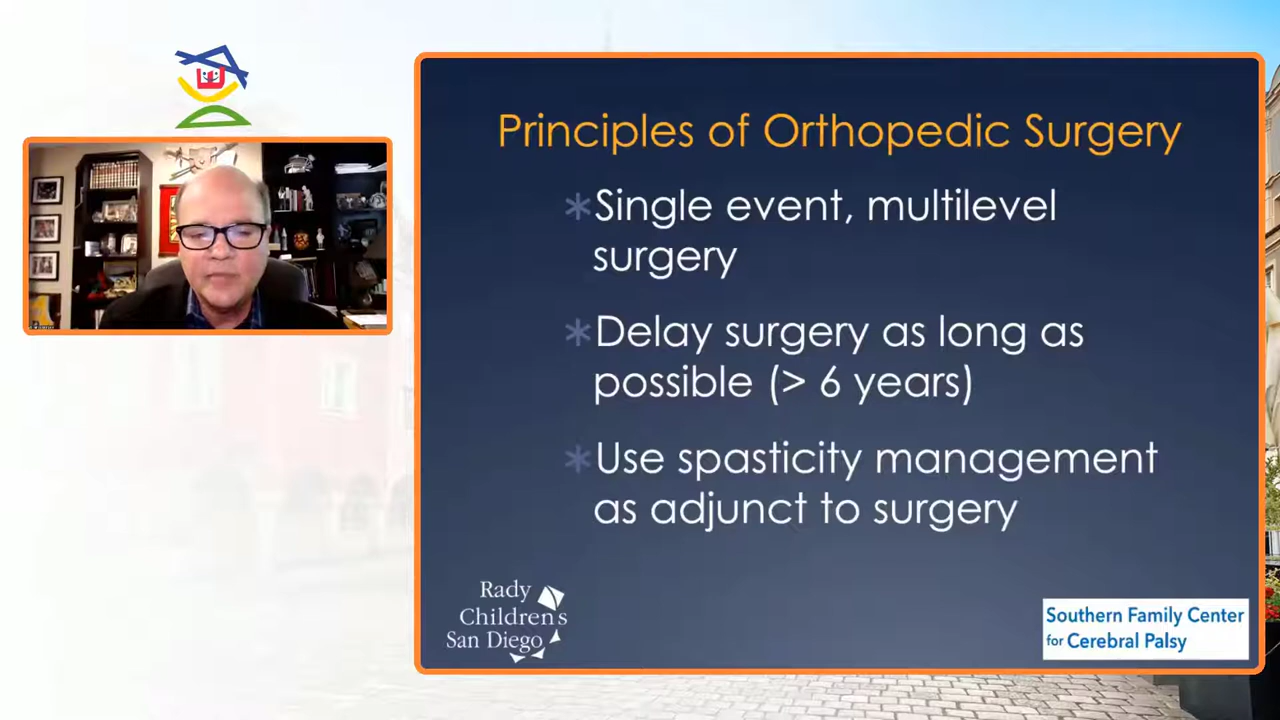 Principles of Orthopedic Surgery
*Single event, multilevel
surgery
*Delay surgery as long as
possible (> 6 years)
*Use spasticity management
as adjunct to surgery
Rady
Children's
San Diego
Southern Family Center
for Cerebral Palsy